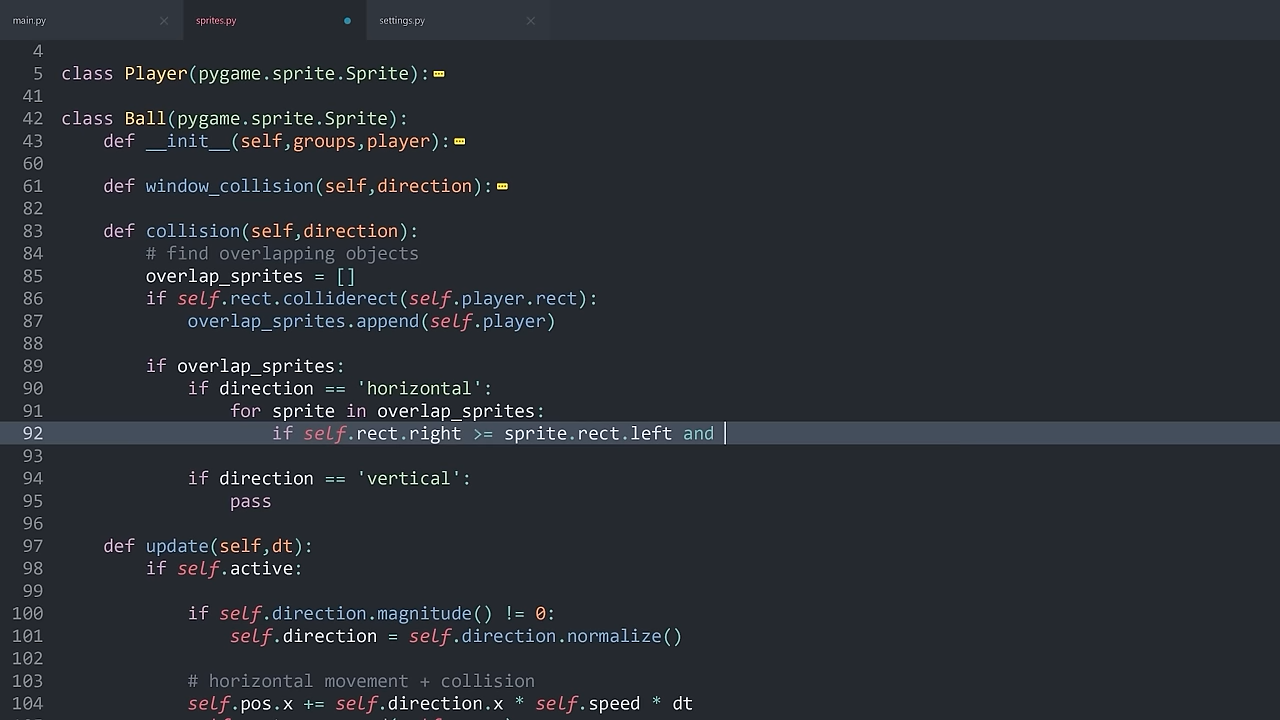 main.py sprites.py settings.py
4
5 class Player(pygame.sprite.Sprite):
41
42 class Ball(pygame.sprite.Sprite):
43     def __init__(self,groups,player):
60
61     def window_collision(self,direction):
82
83     def collision(self,direction):
84         # find overlapping objects
85         overlap_sprites = []
86         if self.rect.colliderect(self.player.rect):
87             overlap_sprites.append(self.player)
88
89         if overlap_sprites:
90             if direction == 'horizontal':
91                 for sprite in overlap_sprites:
92                     if self.rect.right >= sprite.rect.left and
93
94             if direction == 'vertical':
95                 pass
96
97     def update(self,dt):
98         if self.active:
99
100             if self.direction.magnitude() != 0:
101                 self.direction = self.direction.normalize()
102
103             # horizontal movement + collision
104             self.pos.x += self.direction.x * self.speed * dt